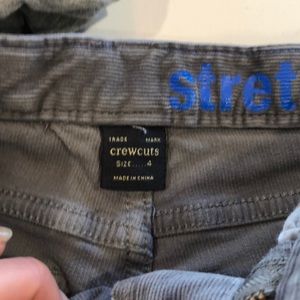 stret
TRADE MARK
crewcuts
SIZE.....4
MADE IN CHINA